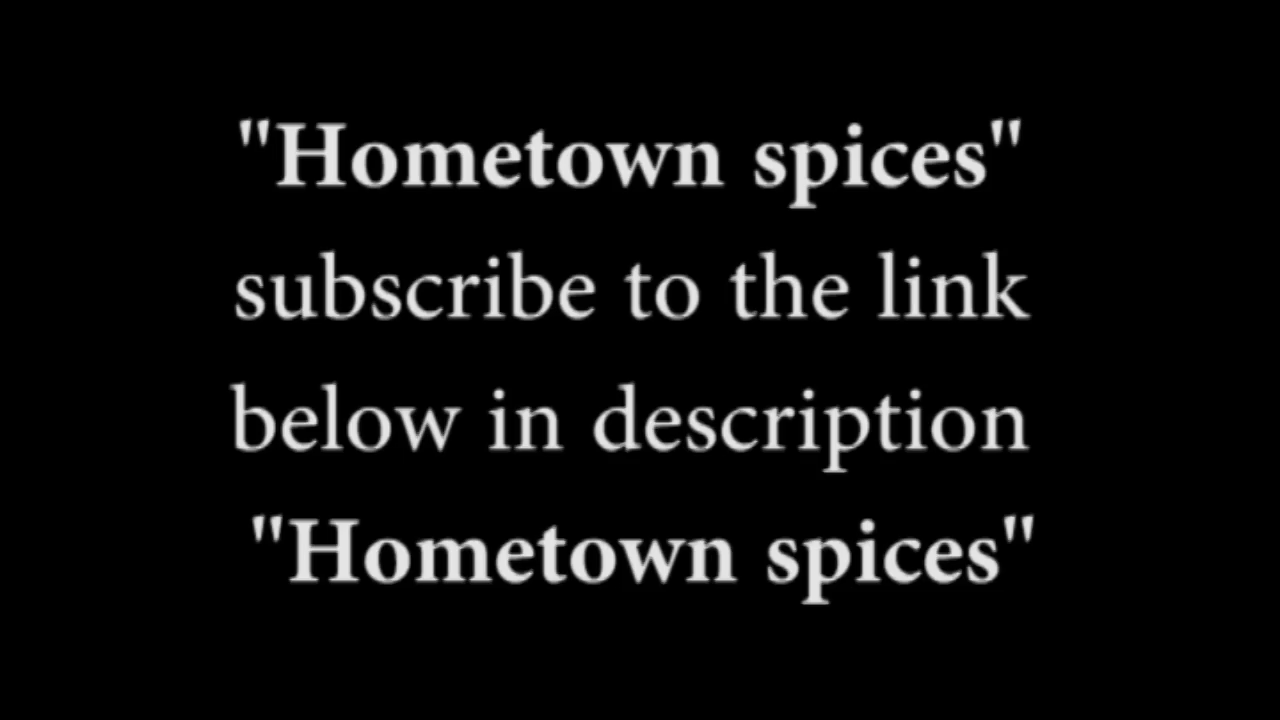 "Hometown spices"
subscribe to the link
below in description
"Hometown spices"